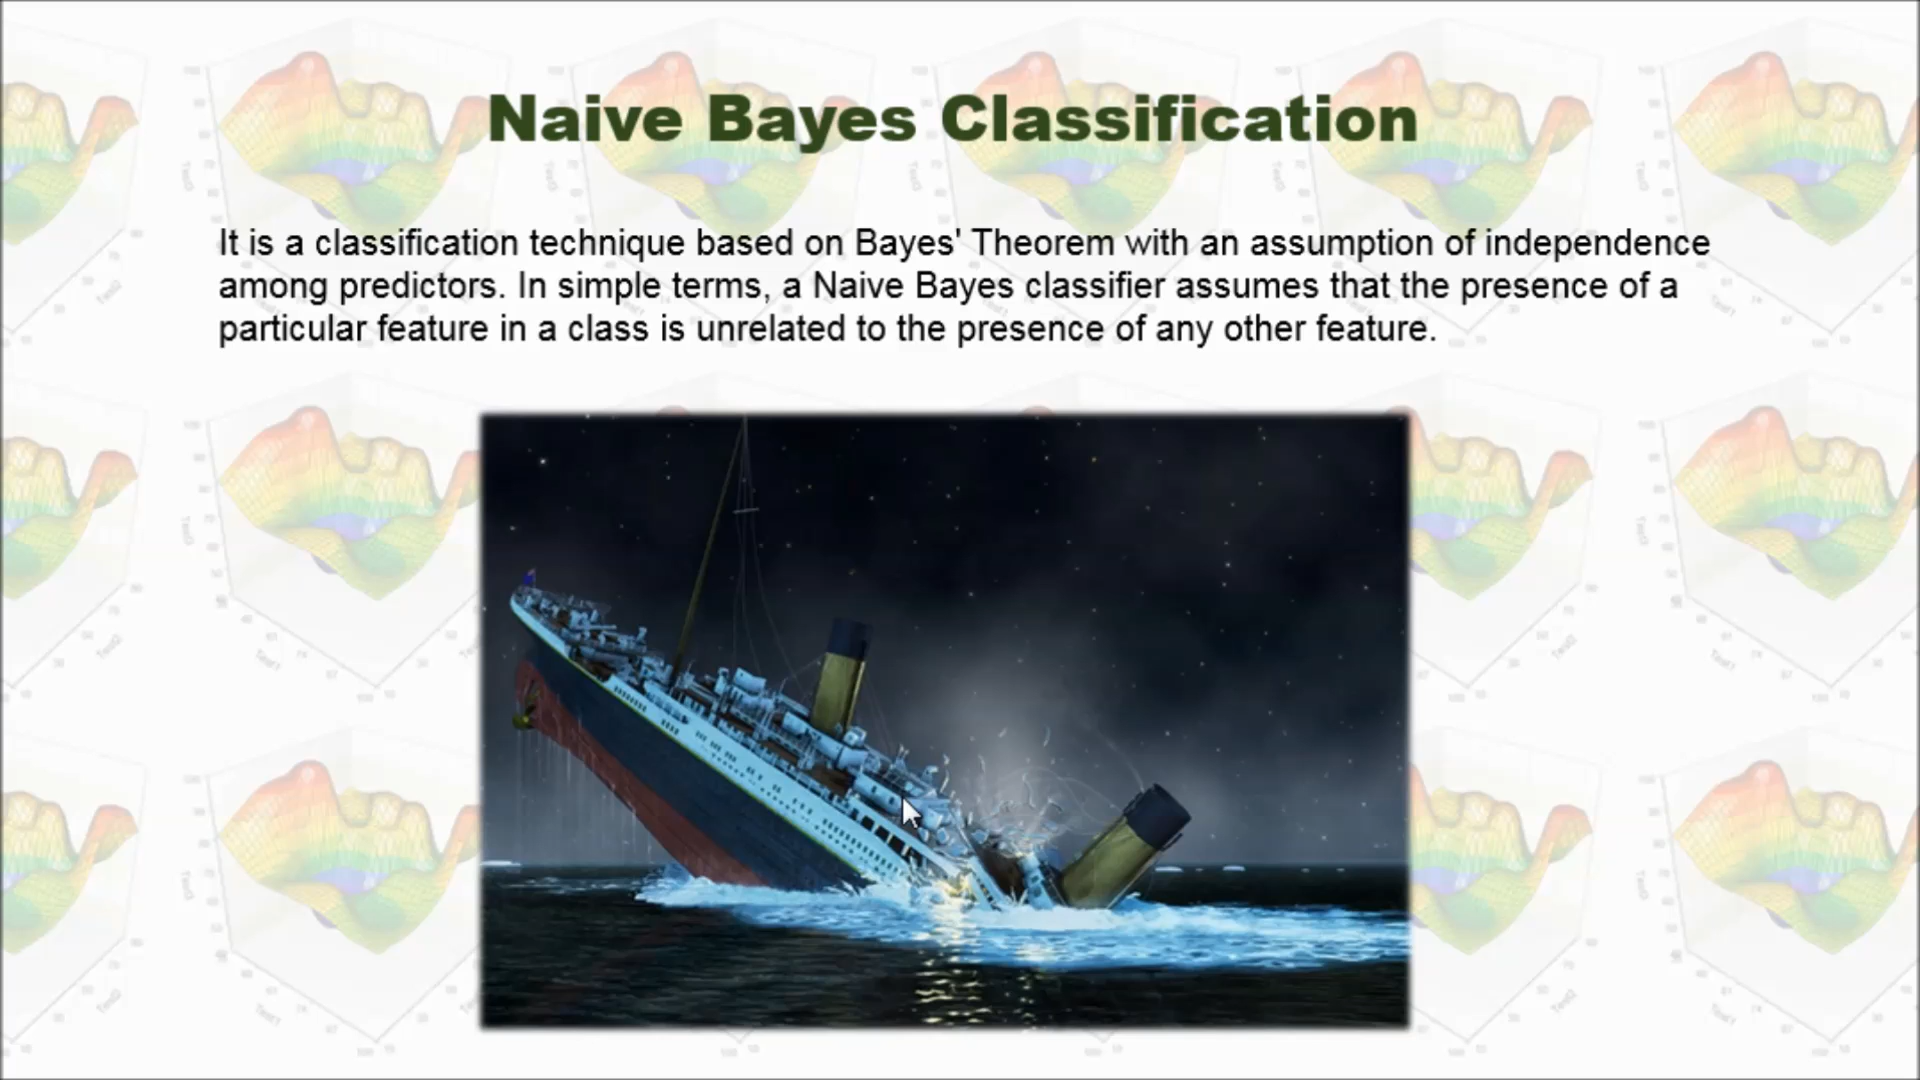 Naive Bayes Classification
It is a classification technique based on Bayes' Theorem with an assumption of independence
among predictors. In simple terms, a Naive Bayes classifier assumes that the presence of a
particular feature in a class is unrelated to the presence of any other feature.